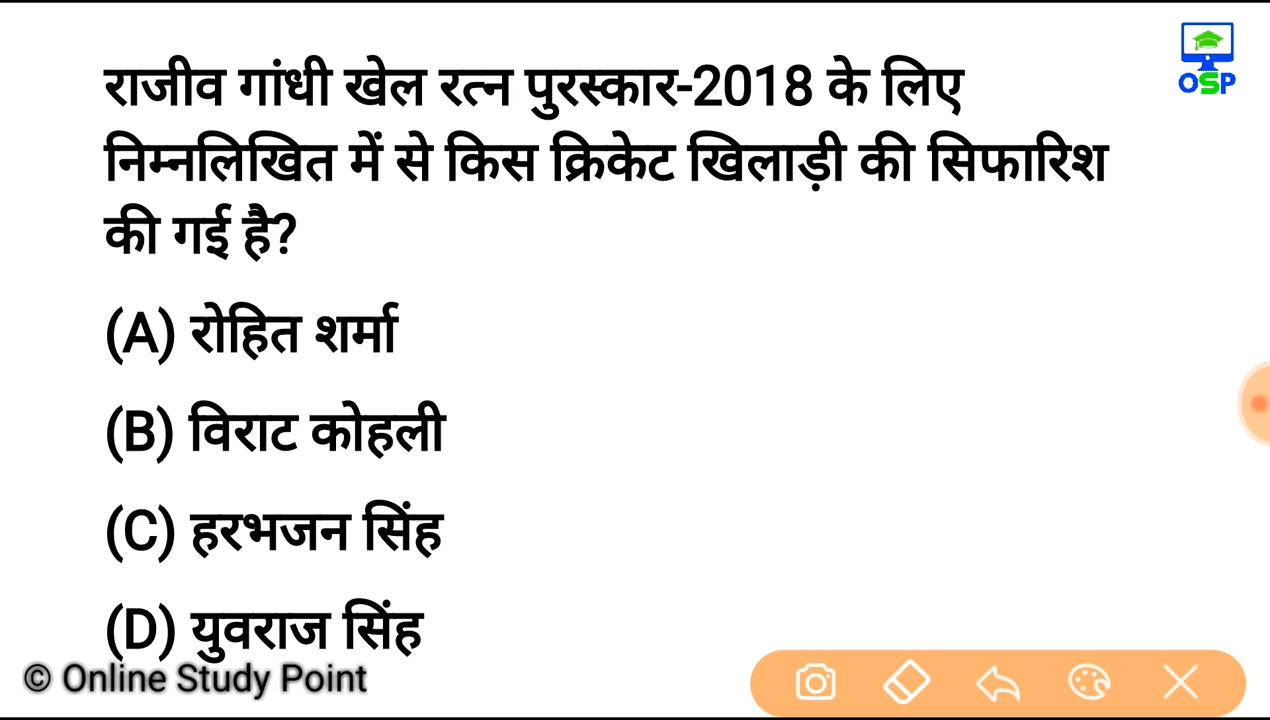 OSP
राजीव गांधी खेल रत्न पुरस्कार-2018 के लिए
निम्नलिखित में से किस क्रिकेट खिलाड़ी की सिफारिश
की गई है?
(A) रोहित शर्मा
(B) विराट कोहली
(C) हरभजन सिंह
(D) युवराज सिंह
© Online Study Point